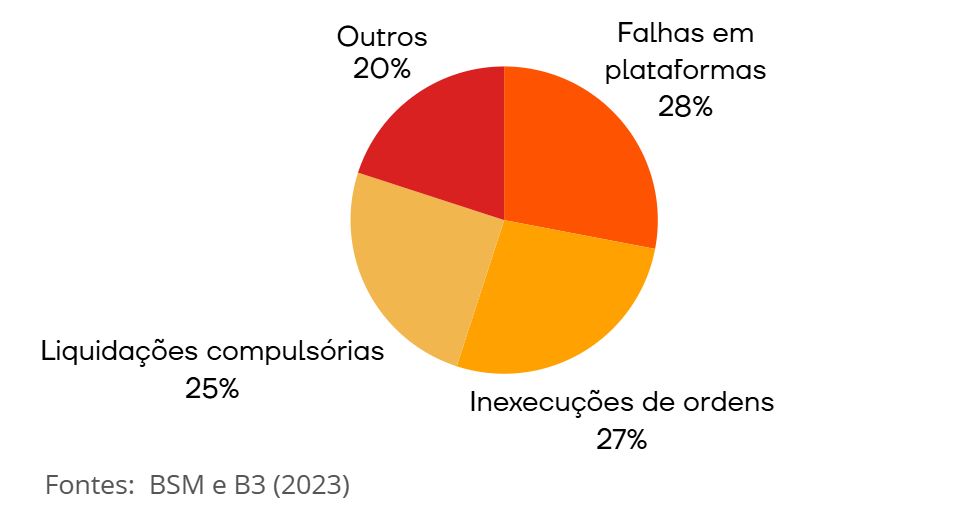 Outros
20%
Falhas em
plataformas
28%
Liquidações compulsórias
25%
Inexecuções de ordens
27%
Fontes:  BSM e B3 (2023)